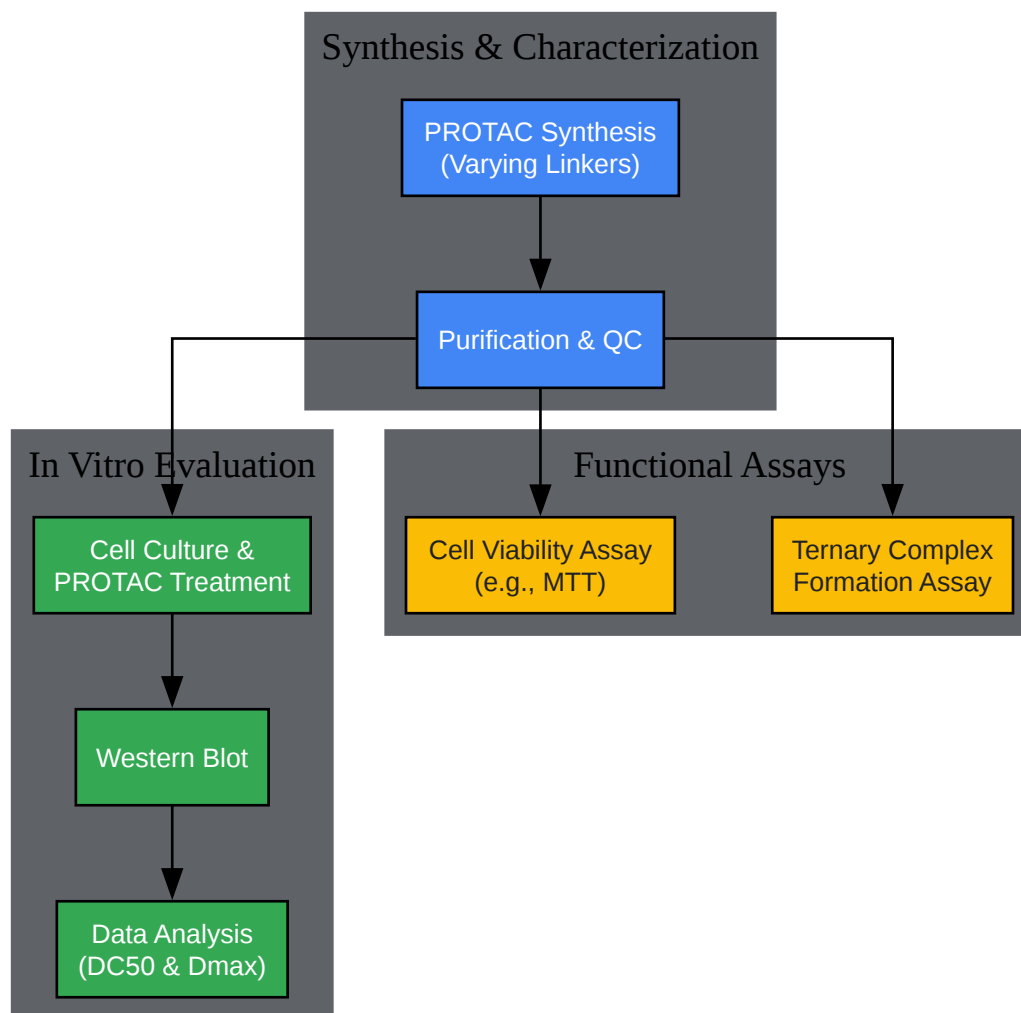 Synthesis & Characterization
PROTAC Synthesis
(Varying Linkers)
Purification & QC
In Vitro Evaluation
Cell Culture &
PROTAC Treatment
Western Blot
Data Analysis
(DC50 & Dmax)
Functional Assays
Cell Viability Assay
(e.g., MTT)
Ternary Complex
Formation Assay